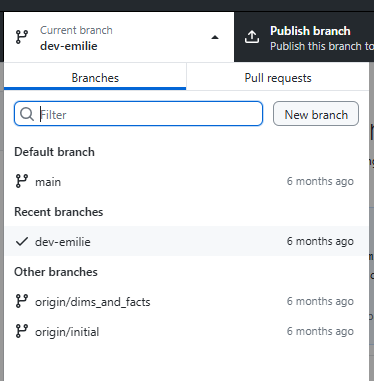 Current branch
dev-emilie
Publish branch
Publish this branch to
Branches
Pull requests
Filter
New branch
Default branch
main 6 months ago
Recent branches
dev-emilie 6 months ago
Other branches
origin/dims_and_facts 6 months ago
origin/initial 6 months ago